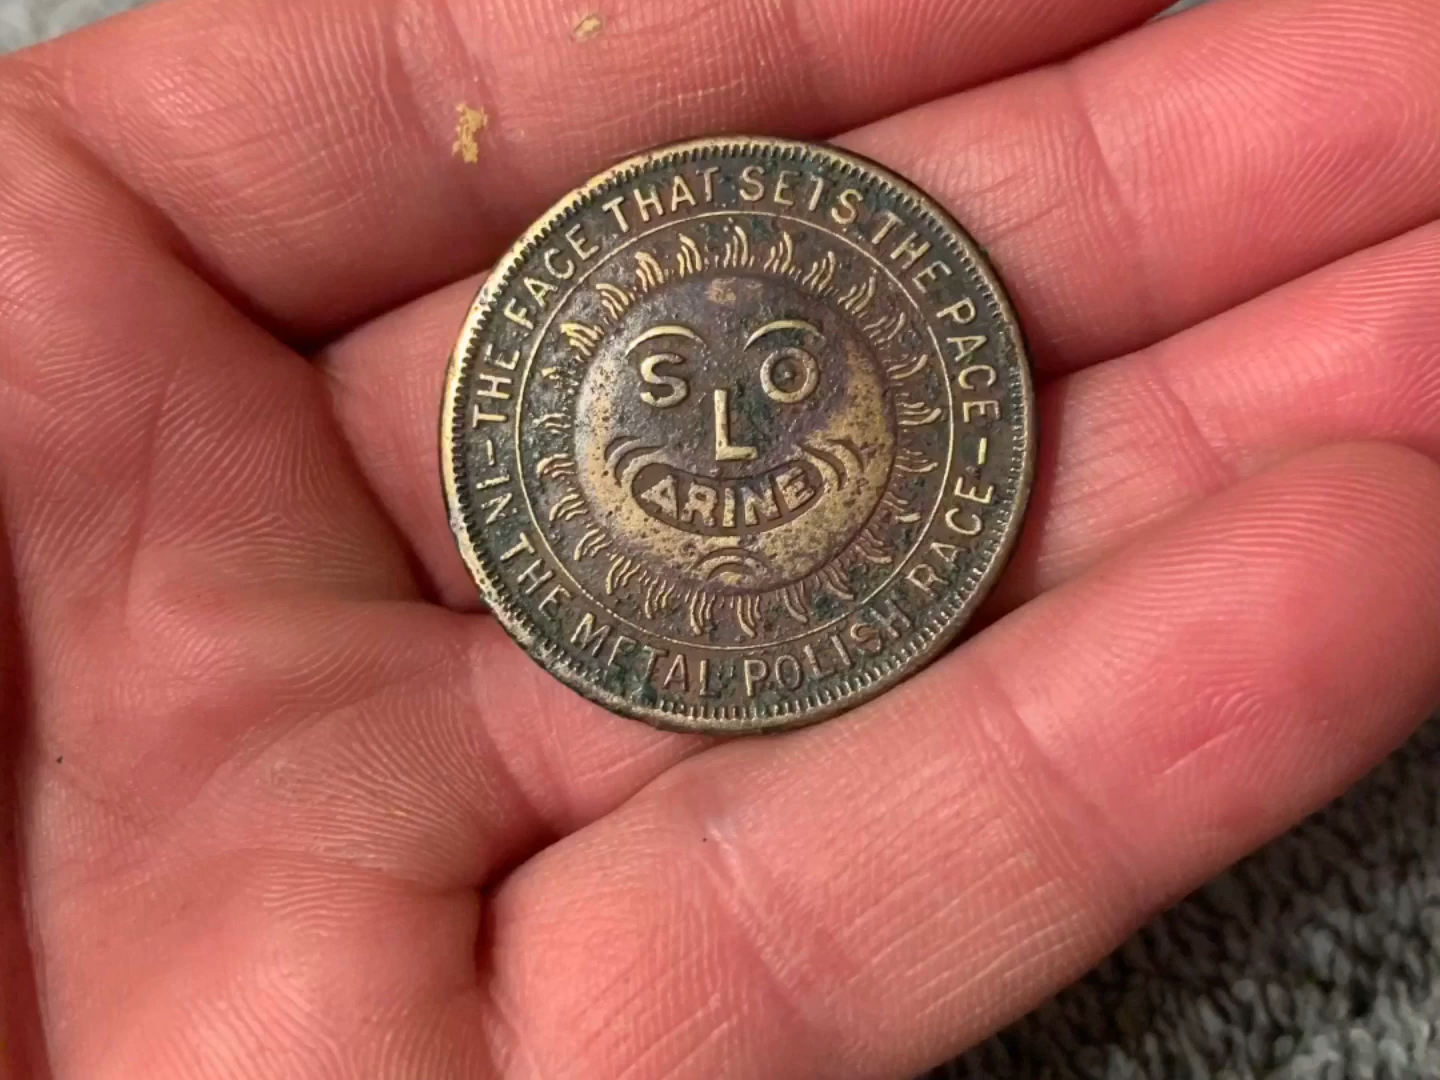 -THE FACE THAT SETS THE PACE-
IN THE METAL POLISH RACE
S O
L
ARINE